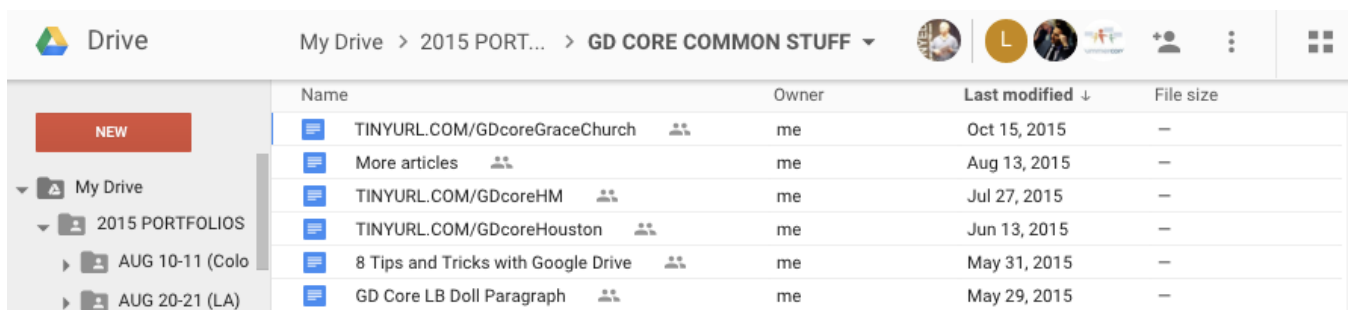 Drive
My Drive > 2015 PORT... > GD CORE COMMON STUFF
L
Name Owner Last modified ↓ File size
NEW
TINYURL.COM/GDcoreGraceChurch me Oct 15, 2015 —
More articles me Aug 13, 2015 —
My Drive
TINYURL.COM/GDcoreHM me Jul 27, 2015 —
2015 PORTFOLIOS
TINYURL.COM/GDcoreHouston me Jun 13, 2015 —
AUG 10-11 (Colo
8 Tips and Tricks with Google Drive me May 31, 2015 —
AUG 20-21 (LA)
GD Core LB Doll Paragraph me May 29, 2015 —